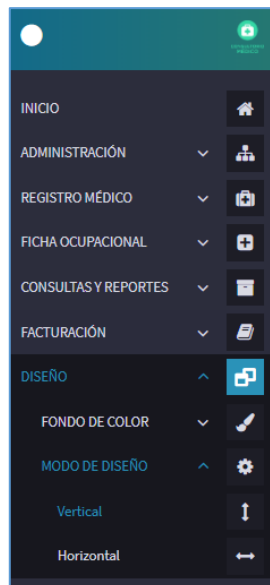 INICIO
ADMINISTRACIÓN
REGISTRO MÉDICO
FICHA OCUPACIONAL
CONSULTAS Y REPORTES
FACTURACIÓN
DISEÑO
FONDO DE COLOR
MODO DE DISEÑO
Vertical
Horizontal